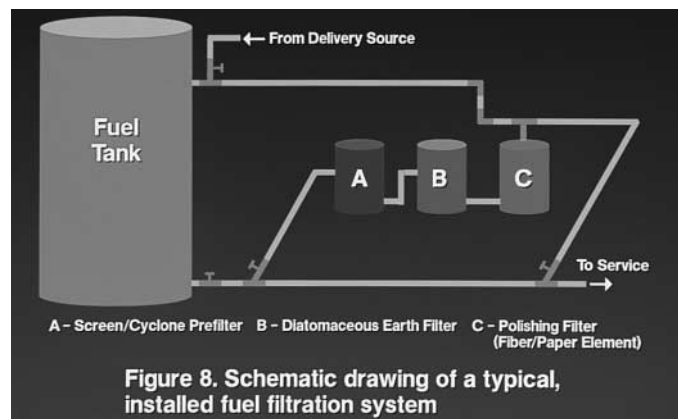 ← From Delivery Source
Fuel
Tank
A
B
C
To Service
→
A – Screen/Cyclone Prefilter B – Diatomaceous Earth Filter C – Polishing Filter
(Fiber/Paper Element)
Figure 8. Schematic drawing of a typical,
installed fuel filtration system